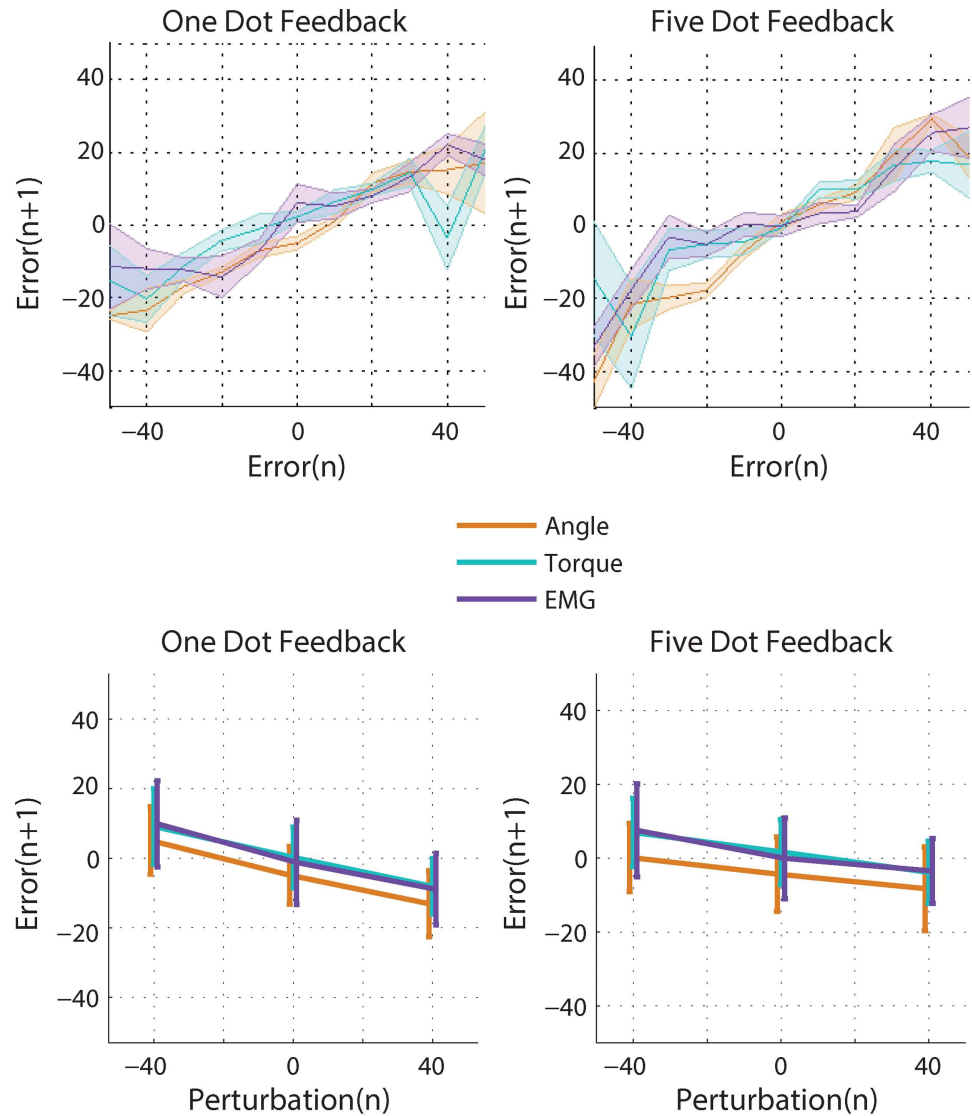 One Dot Feedback
Five Dot Feedback
40
20
0
−20
−40
Error(n+1)
−40
0
40
Error(n)
40
20
0
−20
−40
Error(n+1)
−40
0
40
Error(n)
Angle
Torque
EMG
One Dot Feedback
Five Dot Feedback
40
20
0
−20
−40
Error(n+1)
−40
0
40
Perturbation(n)
40
20
0
−20
−40
Error(n+1)
−40
0
40
Perturbation(n)